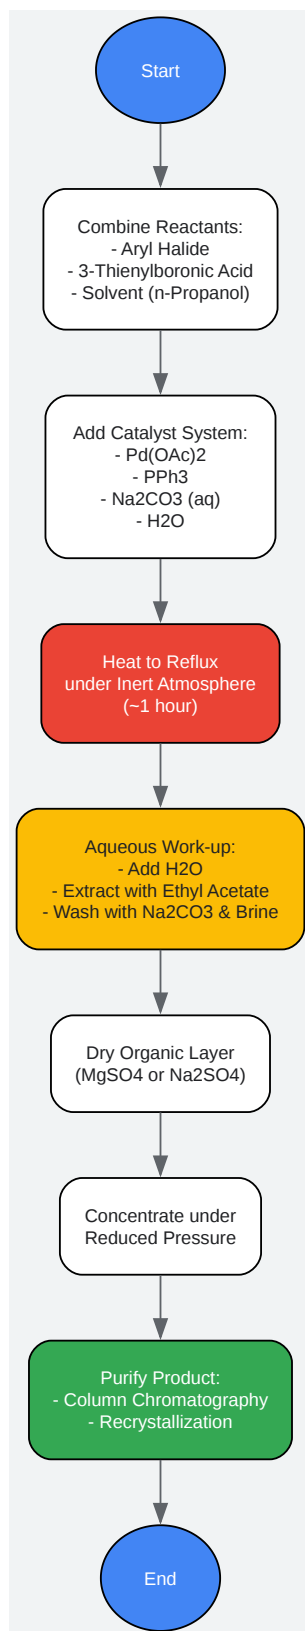 Start
Combine Reactants:
- Aryl Halide
- 3-Thienylboronic Acid
- Solvent (n-Propanol)
Add Catalyst System:
- Pd(OAc)2
- PPh3
- Na2CO3 (aq)
- H2O
Heat to Reflux
under Inert Atmosphere
(~1 hour)
Aqueous Work-up:
- Add H2O
- Extract with Ethyl Acetate
- Wash with Na2CO3 & Brine
Dry Organic Layer
(MgSO4 or Na2SO4)
Concentrate under
Reduced Pressure
Purify Product:
- Column Chromatography
- Recrystallization
End